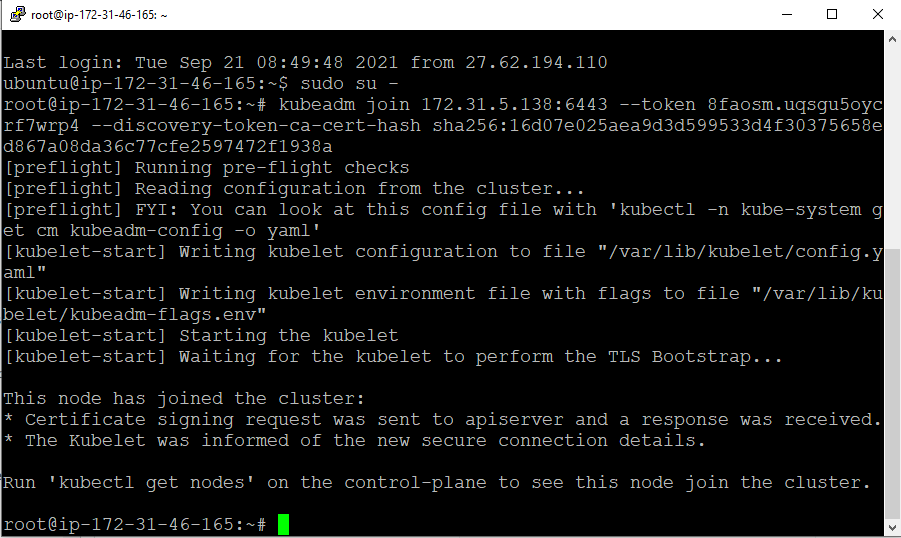 root@ip-172-31-46-165: ~
Last login: Tue Sep 21 08:49:48 2021 from 27.62.194.110
ubuntu@ip-172-31-46-165:~$ sudo su -
root@ip-172-31-46-165:~# kubeadm join 172.31.5.138:6443 --token 8faosm.uqsgu5oyc
rf7wrp4 --discovery-token-ca-cert-hash sha256:16d07e025aea9d3d599533d4f30375658e
d867a08da36c77cfe2597472f1938a
[preflight] Running pre-flight checks
[preflight] Reading configuration from the cluster...
[preflight] FYI: You can look at this config file with 'kubectl -n kube-system g
et cm kubeadm-config -o yaml'
[kubelet-start] Writing kubelet configuration to file "/var/lib/kubelet/config.y
aml"
[kubelet-start] Writing kubelet environment file with flags to file "/var/lib/ku
belet/kubeadm-flags.env"
[kubelet-start] Starting the kubelet
[kubelet-start] Waiting for the kubelet to perform the TLS Bootstrap...
This node has joined the cluster:
* Certificate signing request was sent to apiserver and a response was received.
* The Kubelet was informed of the new secure connection details.
Run 'kubectl get nodes' on the control-plane to see this node join the cluster.
root@ip-172-31-46-165:~#